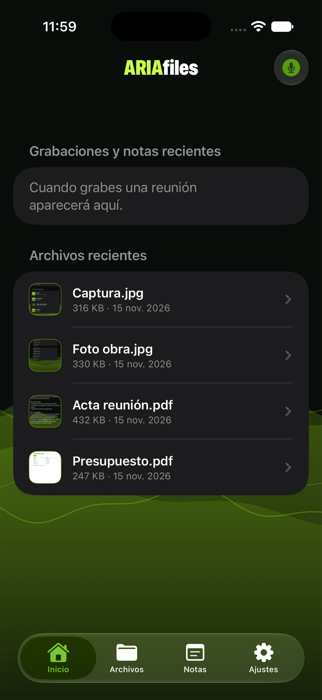 11:59
ARIAfiles
Grabaciones y notas recientes
Cuando grabes una reunión
aparecerá aquí.
Archivos recientes
Captura.jpg
316 KB · 15 nov. 2026
Foto obra.jpg
330 KB · 15 nov. 2026
Acta reunión.pdf
432 KB · 15 nov. 2026
Presupuesto.pdf
247 KB · 15 nov. 2026
Inicio
Archivos
Notas
Ajustes